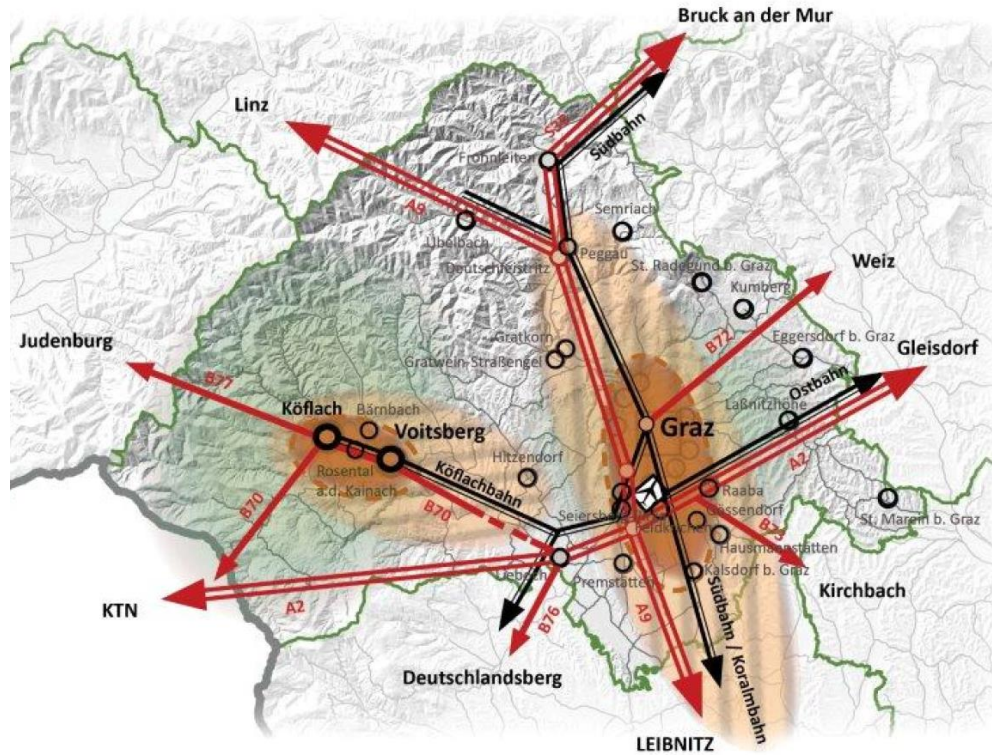 Bruck an der Mur
Linz
S35
Südbahn
Frohnleiten
A9
Semriach
Übelbach
Peggau
Deutschfeistritz
St. Radegund b. Graz
Weiz
Kumberg
B72
Eggersdorf b. Graz
Gratkorn
Gratwein-Straßengel
Judenburg
Gleisdorf
B77
Ostbahn
Laßnitzhöhe
Köflach
Bärnbach
Voitsberg
Graz
A2
Hitzendorf
Rosental
a.d. Kainach
Köflachbahn
B70
B70
Raaba
Gössendorf
Seiersberg
Feldkirchen
St. Marein b. Graz
B73
Hausmannstätten
Lieboch
Premstätten
Kalsdorf b. Graz
Kirchbach
KTN
A2
B76
A9
Südbahn / Koralmbahn
Deutschlandsberg
LEIBNITZ